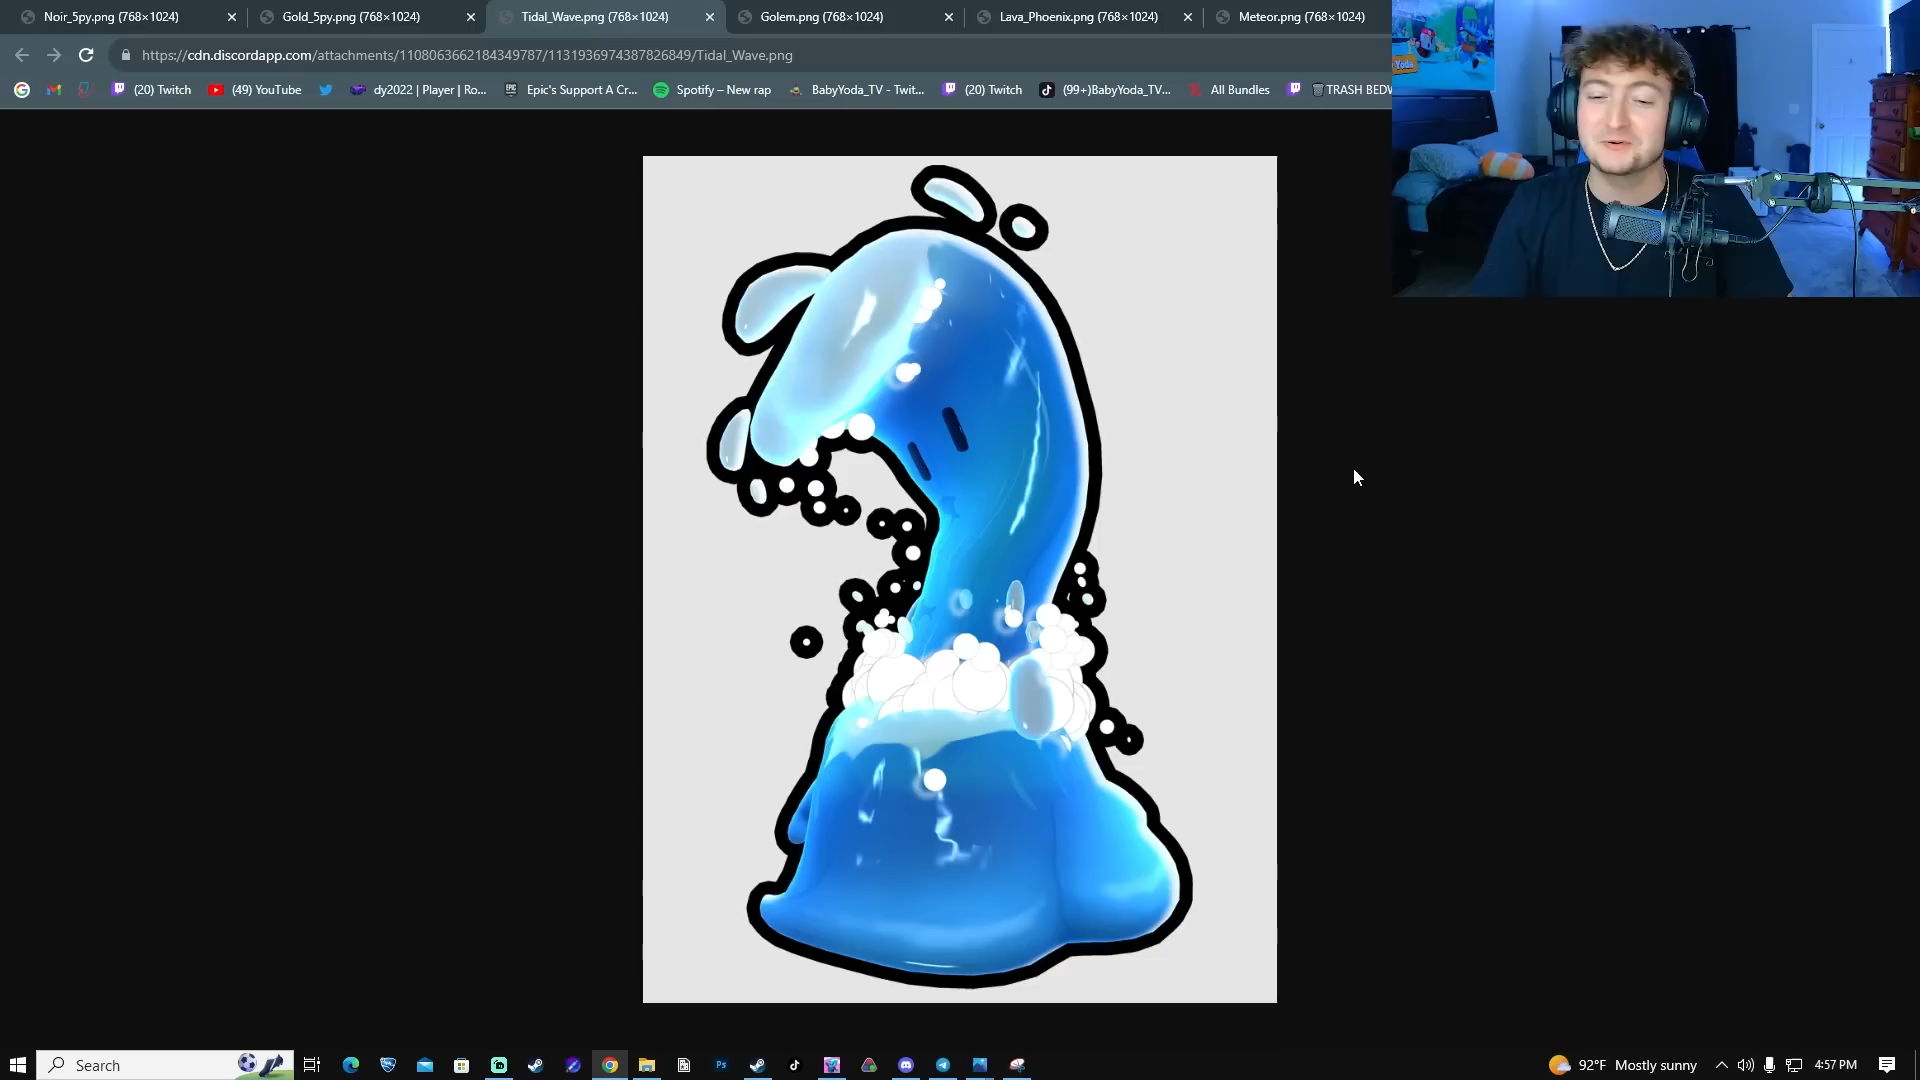 Noir_5py.png (768×1024)
Gold_5py.png (768×1024)
Tidal_Wave.png (768×1024)
Golem.png (768×1024)
Lava_Phoenix.png (768×1024)
Meteor.png (768×1024)
https://cdn.discordapp.com/attachments/1108063662184349787/1131936974387826849/Tidal_Wave.png
(20) Twitch
(49) YouTube
dy2022 | Player | Ro...
Epic's Support A Cr...
Spotify – New rap
BabyYoda_TV - Twit...
(20) Twitch
(99+)BabyYoda_TV...
All Bundles
TRASH BEDW
Yoda
Search
92°F Mostly sunny
4:57 PM